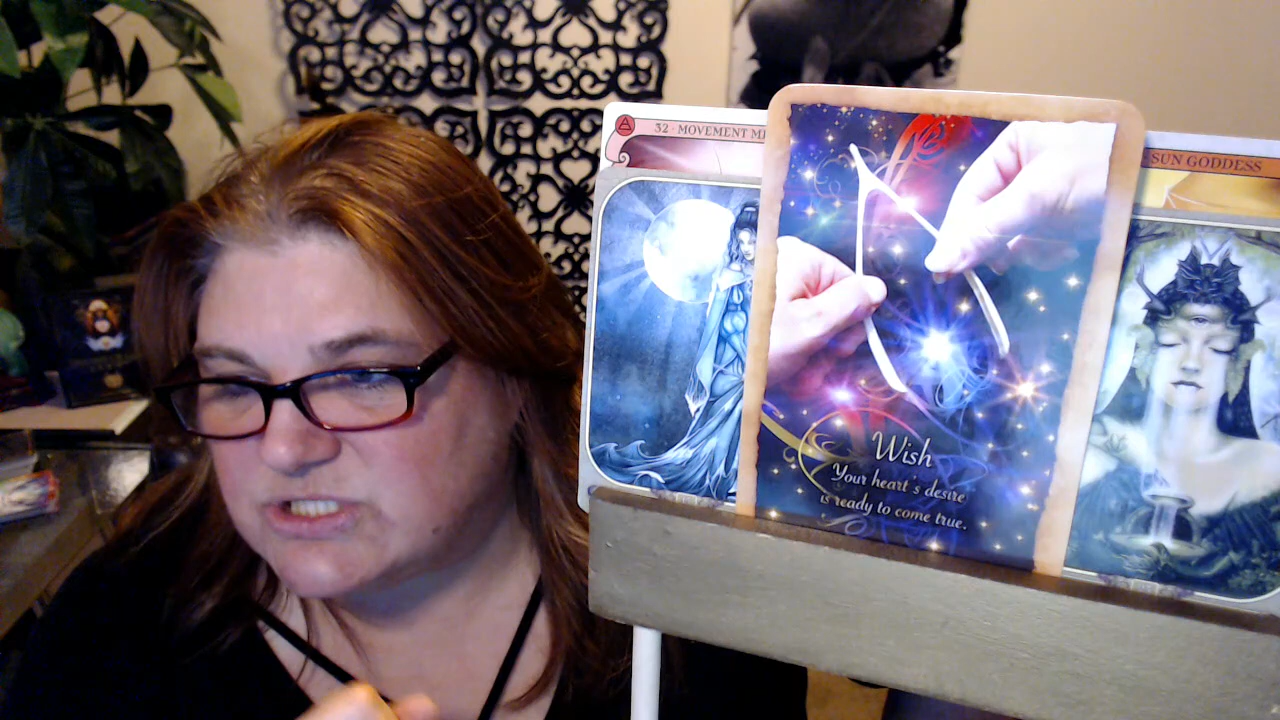 32 · MOVEMENT
SUN GODDESS
Wish
Your heart's desire
is ready to come true.